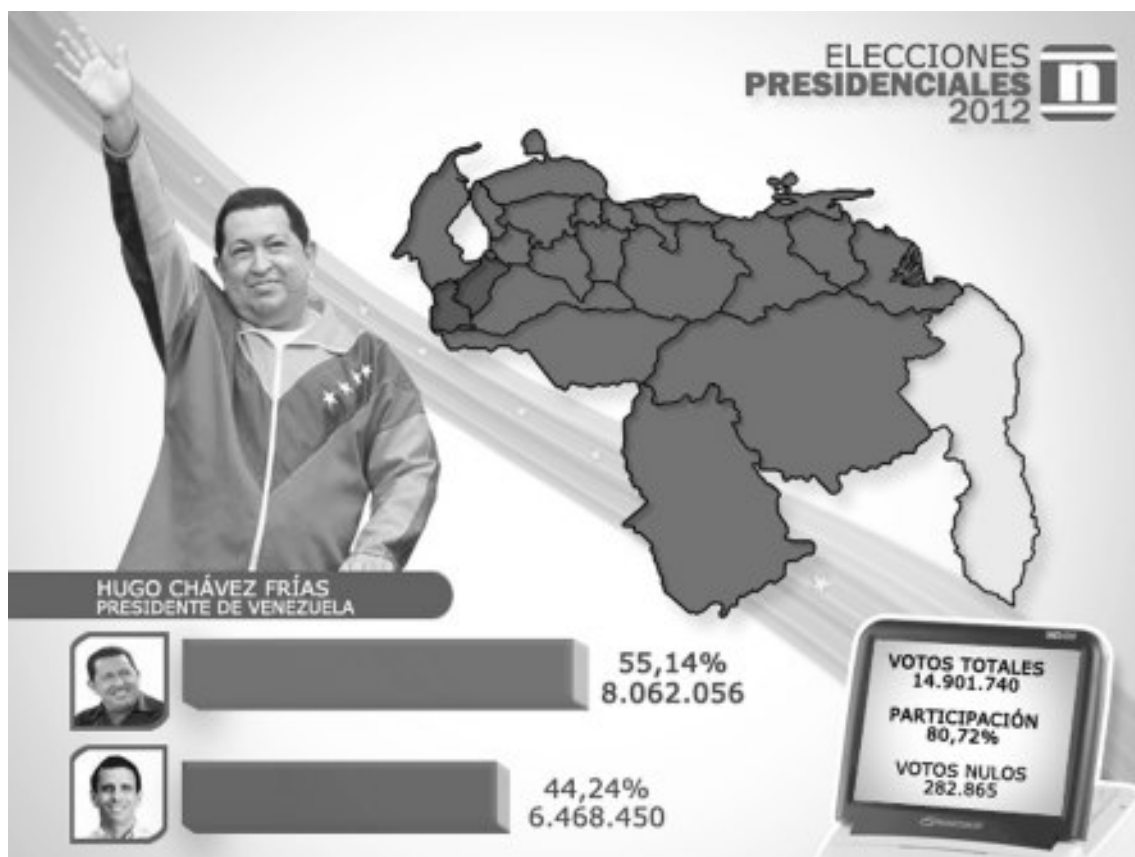 ELECCIONES
PRESIDENCIALES
2012
n
HUGO CHÁVEZ FRÍAS
PRESIDENTE DE VENEZUELA
55,14%
8.062.056
44,24%
6.468.450
VOTOS TOTALES
14.901.740
PARTICIPACIÓN
80,72%
VOTOS NULOS
282.865